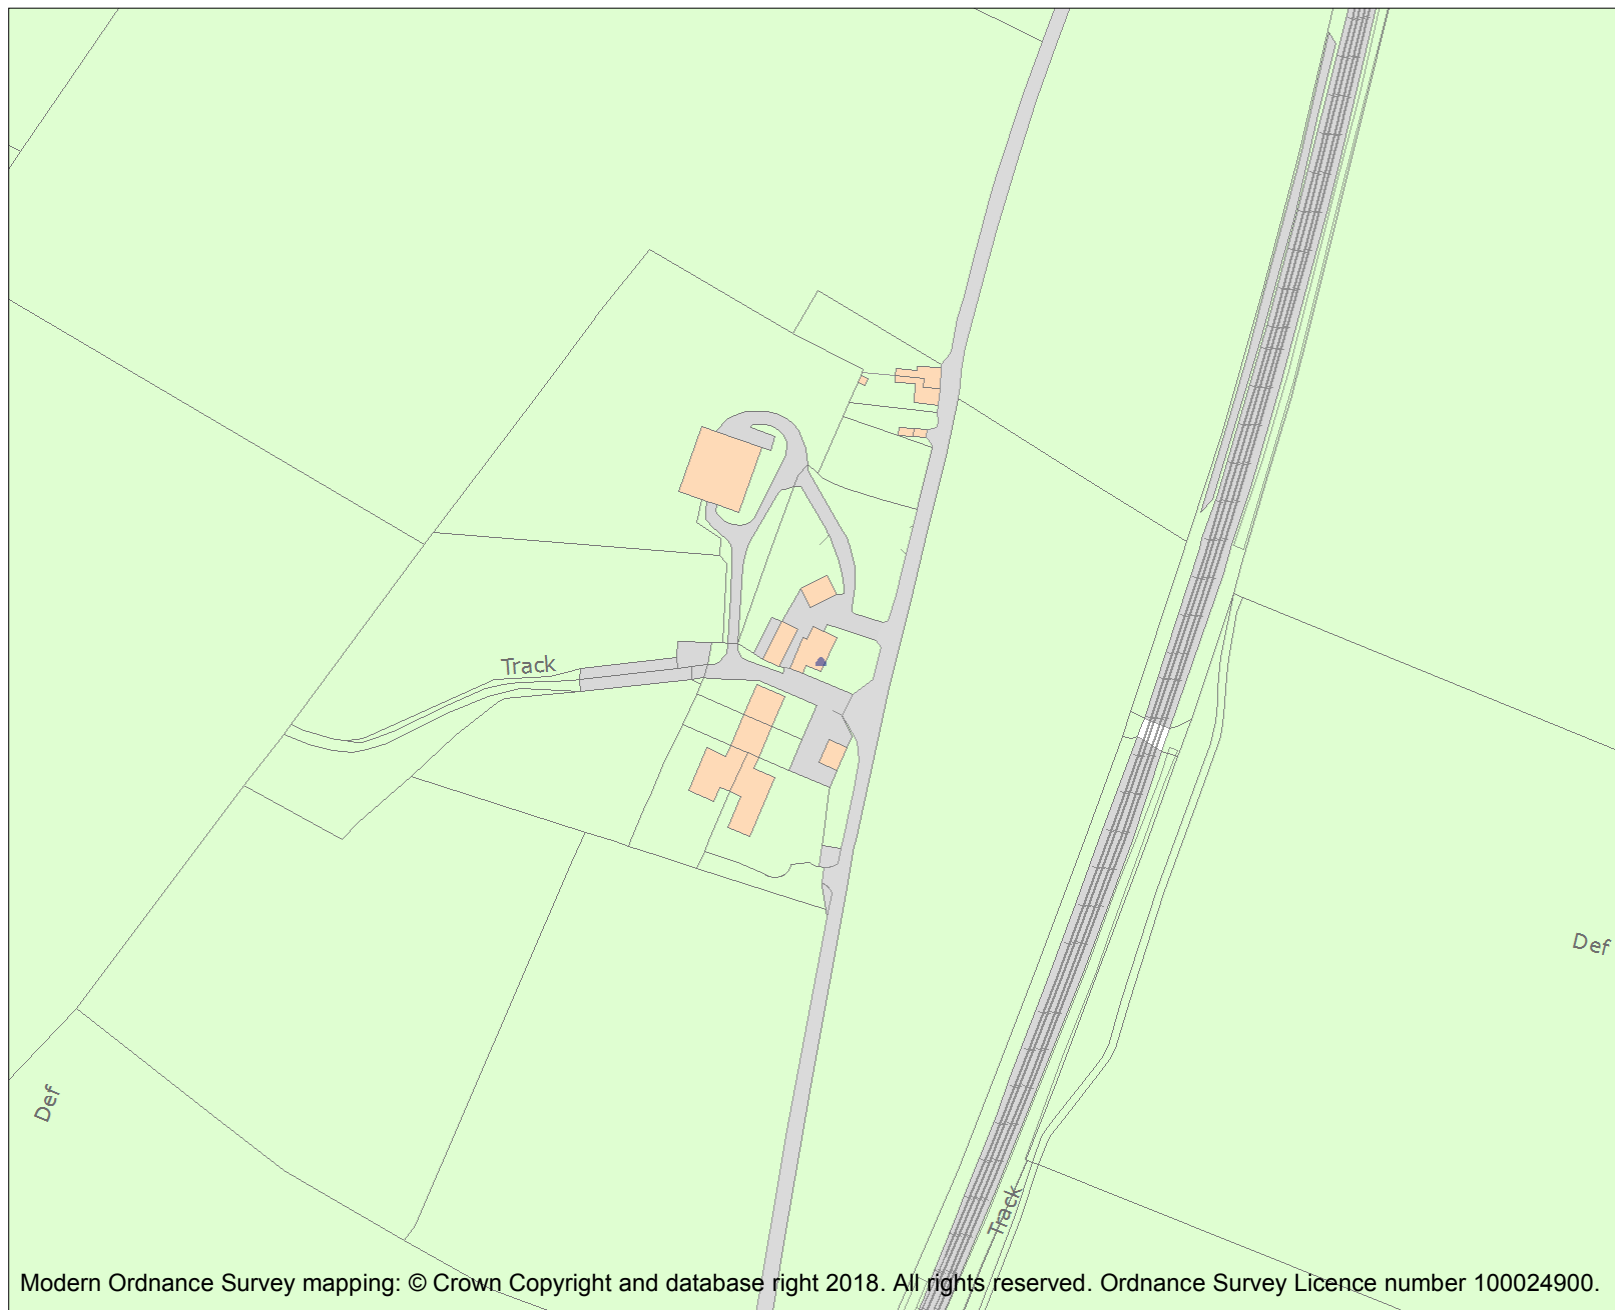 Track
Def
Def
Track
Modern Ordnance Survey mapping: © Crown Copyright and database right 2018. All rights reserved. Ordnance Survey Licence number 100024900.